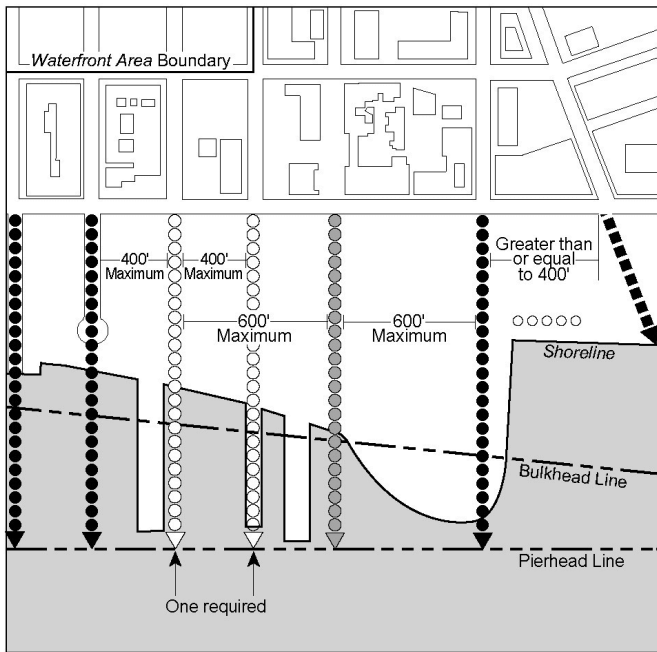 Waterfront Area Boundary
400'
Maximum
400'
Maximum
Greater than
or equal
to 400'
600'
Maximum
600'
Maximum
Shoreline
Bulkhead Line
Pierhead Line
One required